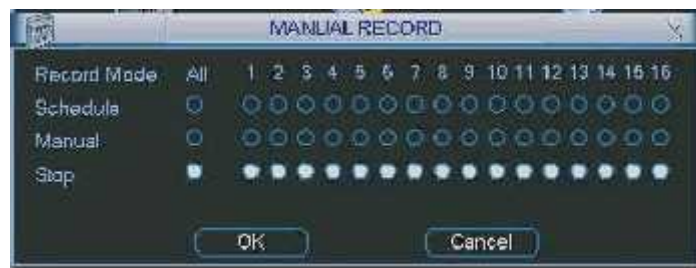 MANUAL RECORD
Record Mode All 1 2 3 4 5 6 7 8 9 10 11 12 13 14 15 16
Schedule
Manual
Stop
OK Cancel